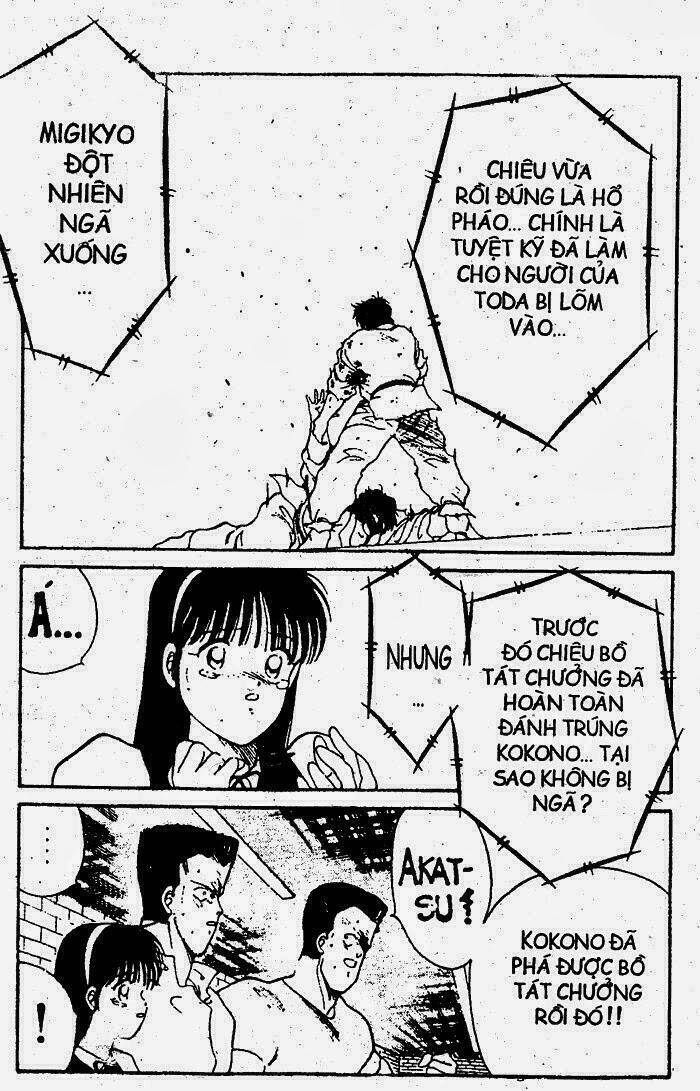 MIGIKYO
ĐỘT
NHIÊN
NGÃ
XUỐNG
...
CHIÊU VỪA
RỒI ĐÚNG LÀ HỔ
PHÁO... CHÍNH LÀ
TUYỆT KỸ ĐÃ LÀM
CHO NGƯỜI CỦA
TODA BỊ LÕM
VÀO...
Á...
NHƯNG
...
TRƯỚC
ĐÓ CHIÊU BỒ
TÁT CHƯỞNG ĐÃ
HOÀN TOÀN
ĐÁNH TRÚNG
KOKONO... TẠI
SAO KHÔNG BỊ
NGÃ?
...
!
AKAT-
SU!
KOKONO ĐÃ
PHÁ ĐƯỢC BỒ
TÁT CHƯỞNG
RỒI ĐÓ!!